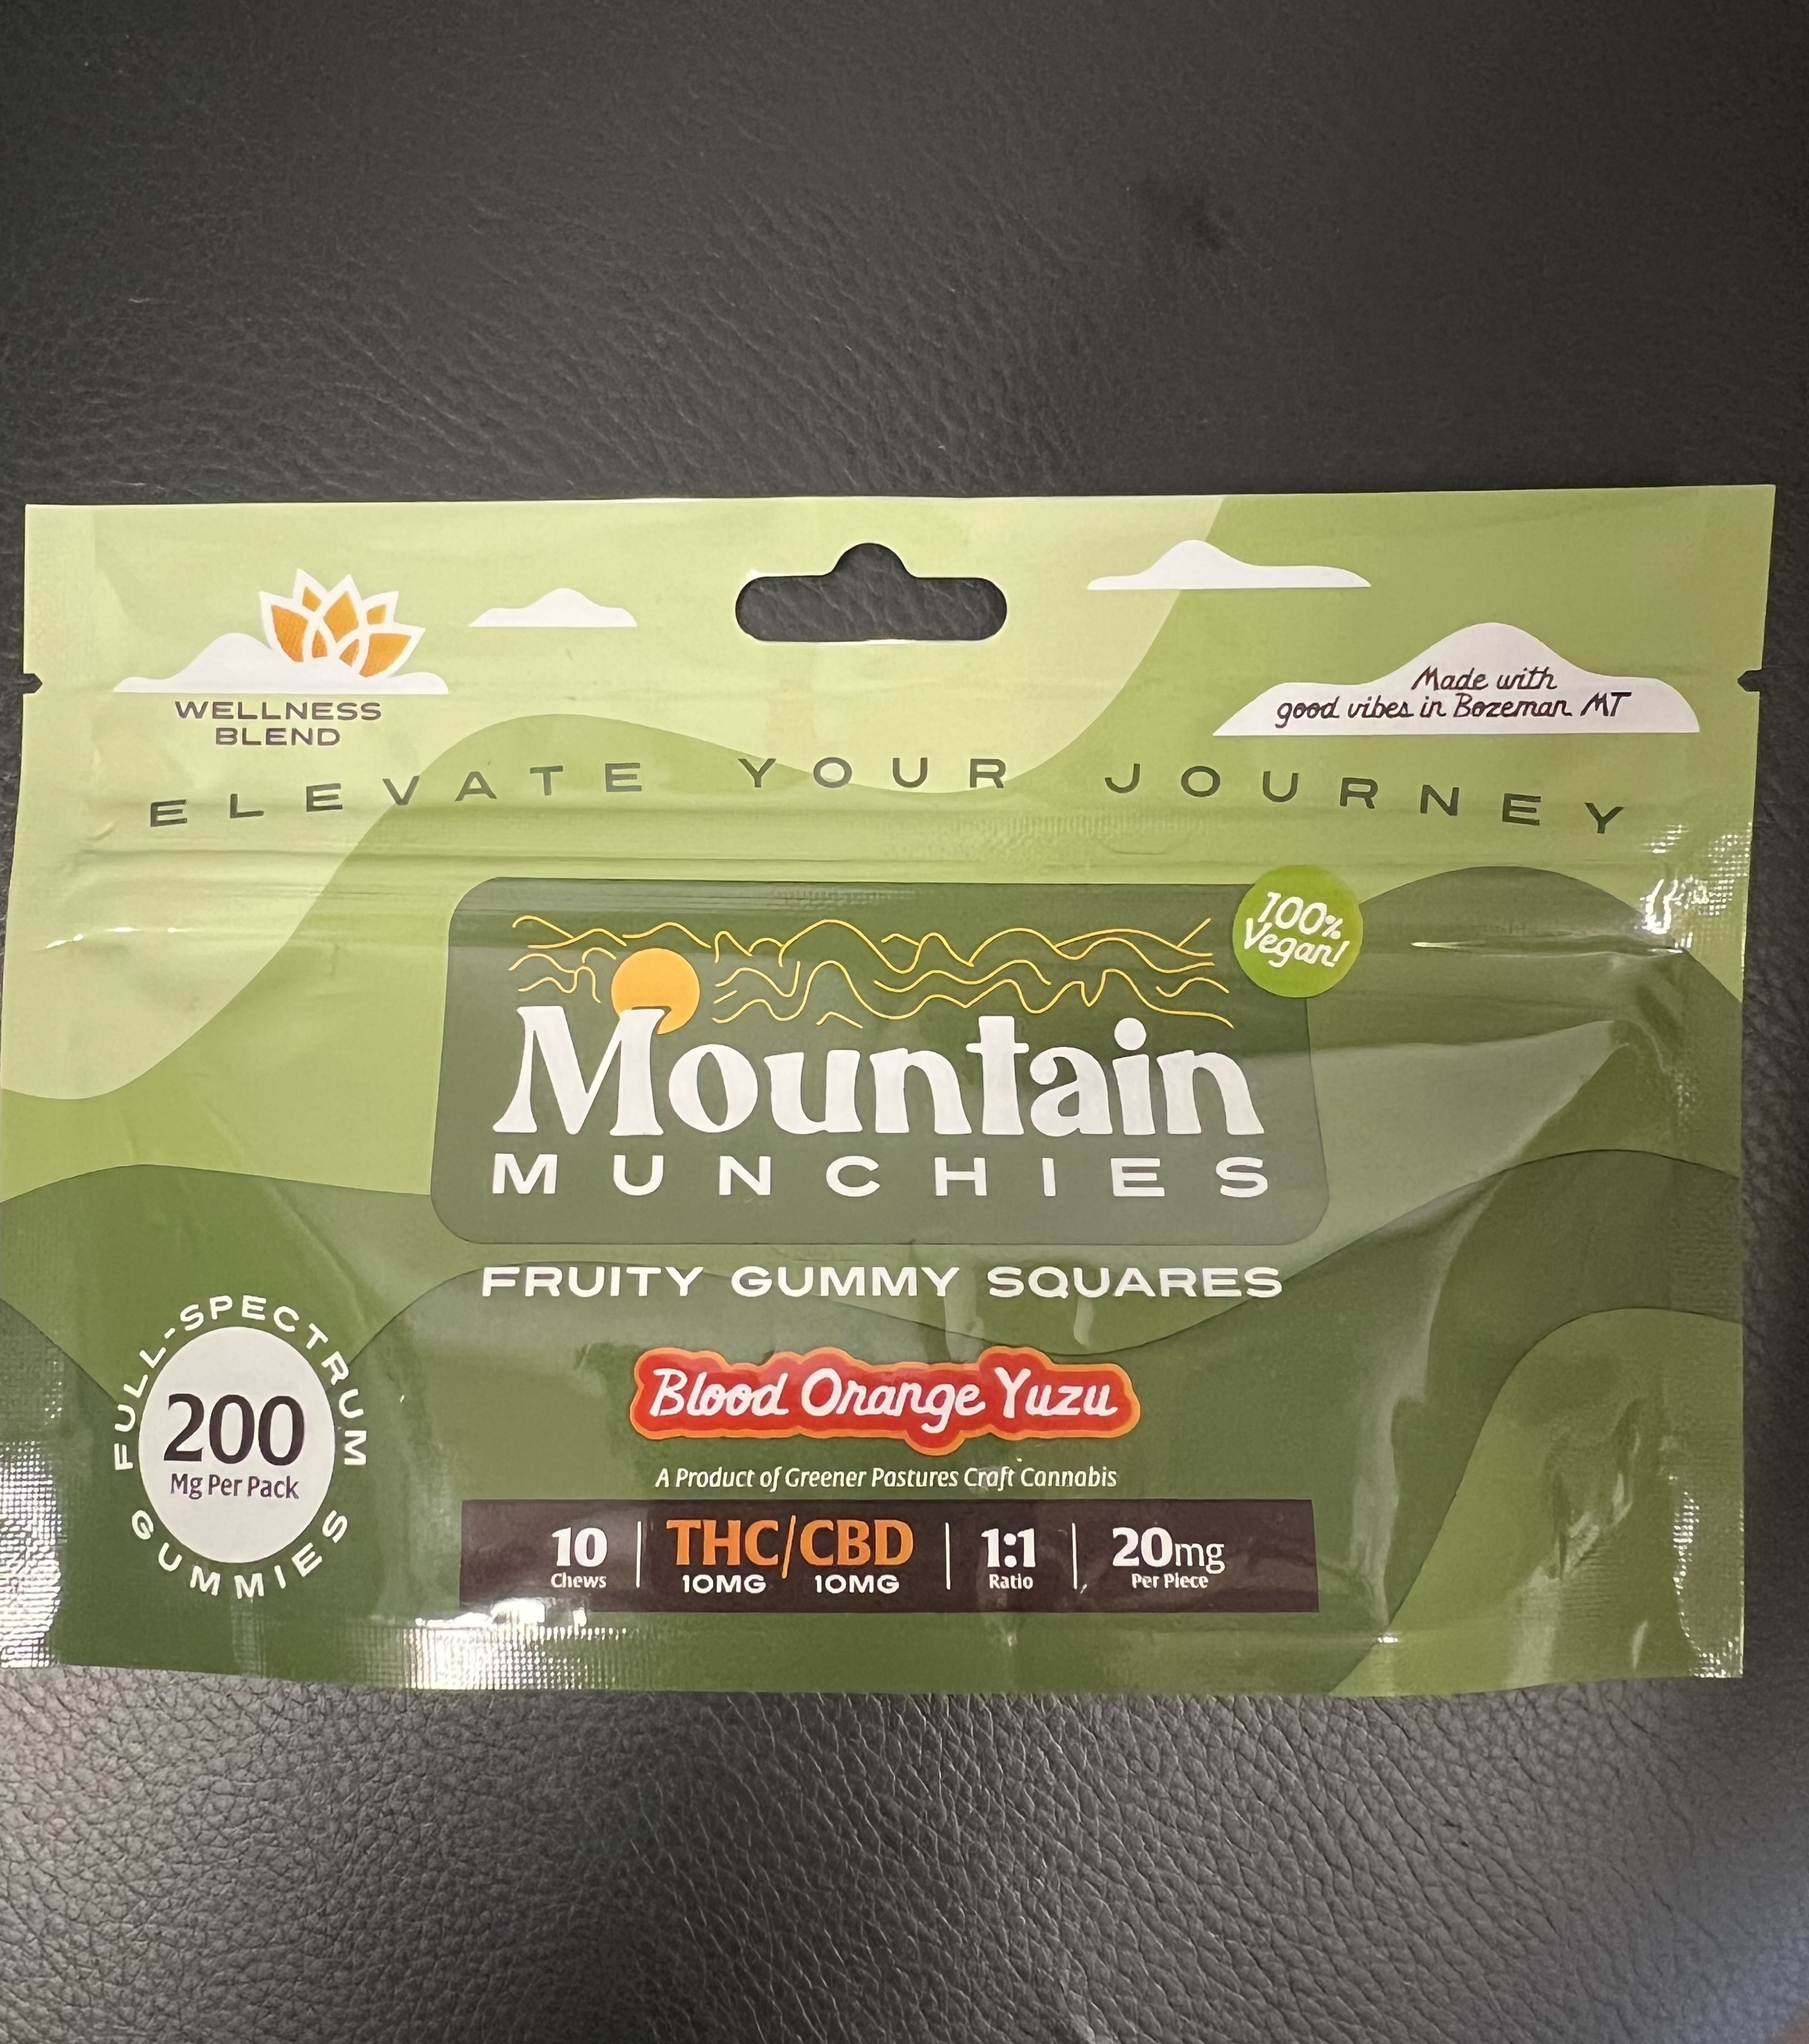 WELLNESS
BLEND
Made with
good vibes in Bozeman MT
ELEVATE YOUR JOURNEY
100%
Vegan!
Mountain
MUNCHIES
FRUITY GUMMY SQUARES
FULL-SPECTRUM
200
Mg Per Pack
GUMMIES
Blood Orange Yuzu
A Product of Greener Pastures Craft Cannabis
10
Chews
THC/CBD
10MG 10MG
1:1
Ratio
20mg
Per Piece